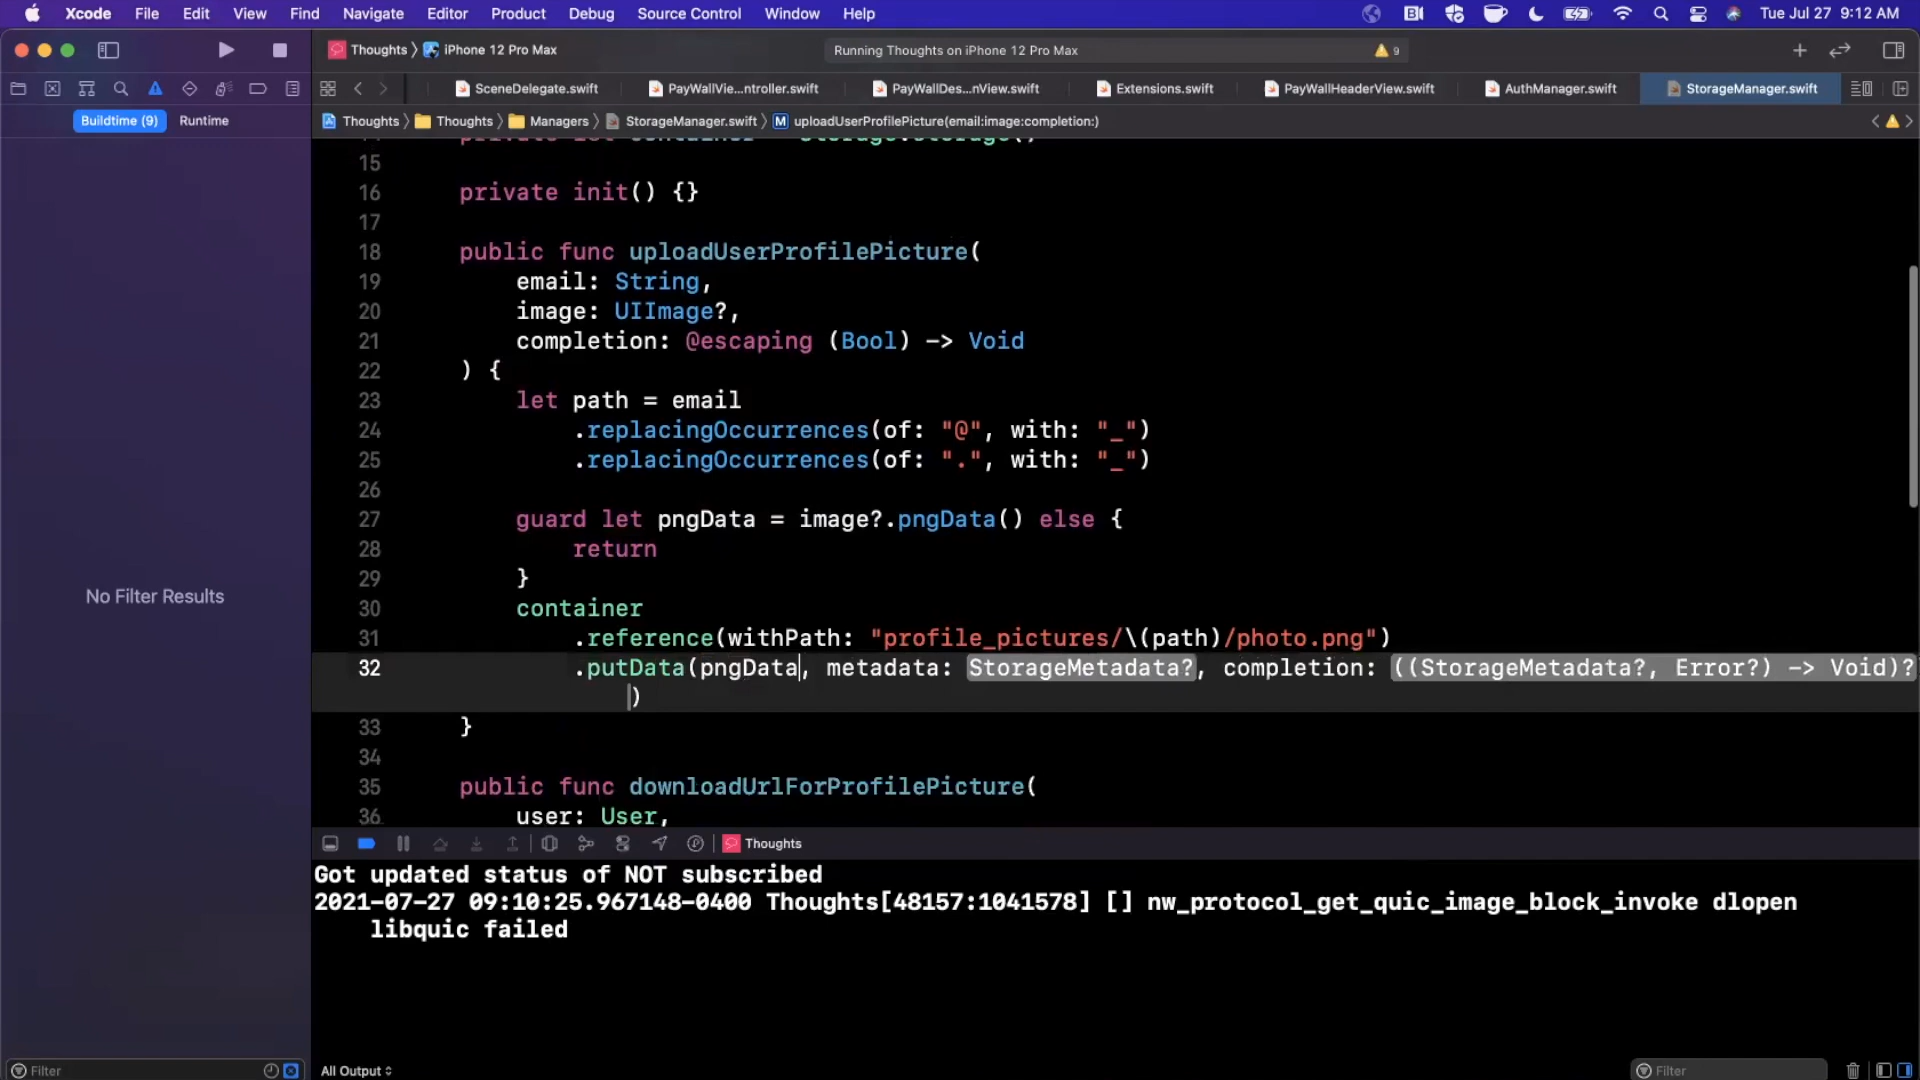 Xcode File Edit View Find Navigate Editor Product Debug Source Control Window Help Tue Jul 27 9:12 AM
Thoughts iPhone 12 Pro Max Running Thoughts on iPhone 12 Pro Max 9
SceneDelegate.swift PayWallVie...ntroller.swift PayWallDes...nView.swift Extensions.swift PayWallHeaderView.swift AuthManager.swift StorageManager.swift
Buildtime (9) Runtime
Thoughts Thoughts Managers StorageManager.swift M uploadUserProfilePicture(email:image:completion:)
15
16 private init() {}
17
18 public func uploadUserProfilePicture(
19 email: String,
20 image: UIImage?,
21 completion: @escaping (Bool) -> Void
22 ) {
23 let path = email
24 .replacingOccurrences(of: "@", with: "_")
25 .replacingOccurrences(of: ".", with: "_")
26
27 guard let pngData = image?.pngData() else {
28 return
29 }
No Filter Results
30 container
31 .reference(withPath: "profile_pictures/\(path)/photo.png")
32 .putData(pngData, metadata: StorageMetadata?, completion: ((StorageMetadata?, Error?) -> Void)?
)
33 }
34
35 public func downloadUrlForProfilePicture(
36 user: User,
Thoughts
Got updated status of NOT subscribed
2021-07-27 09:10:25.967148-0400 Thoughts[48157:1041578] [] nw_protocol_get_quic_image_block_invoke dlopen
libquic failed
Filter All Output Filter